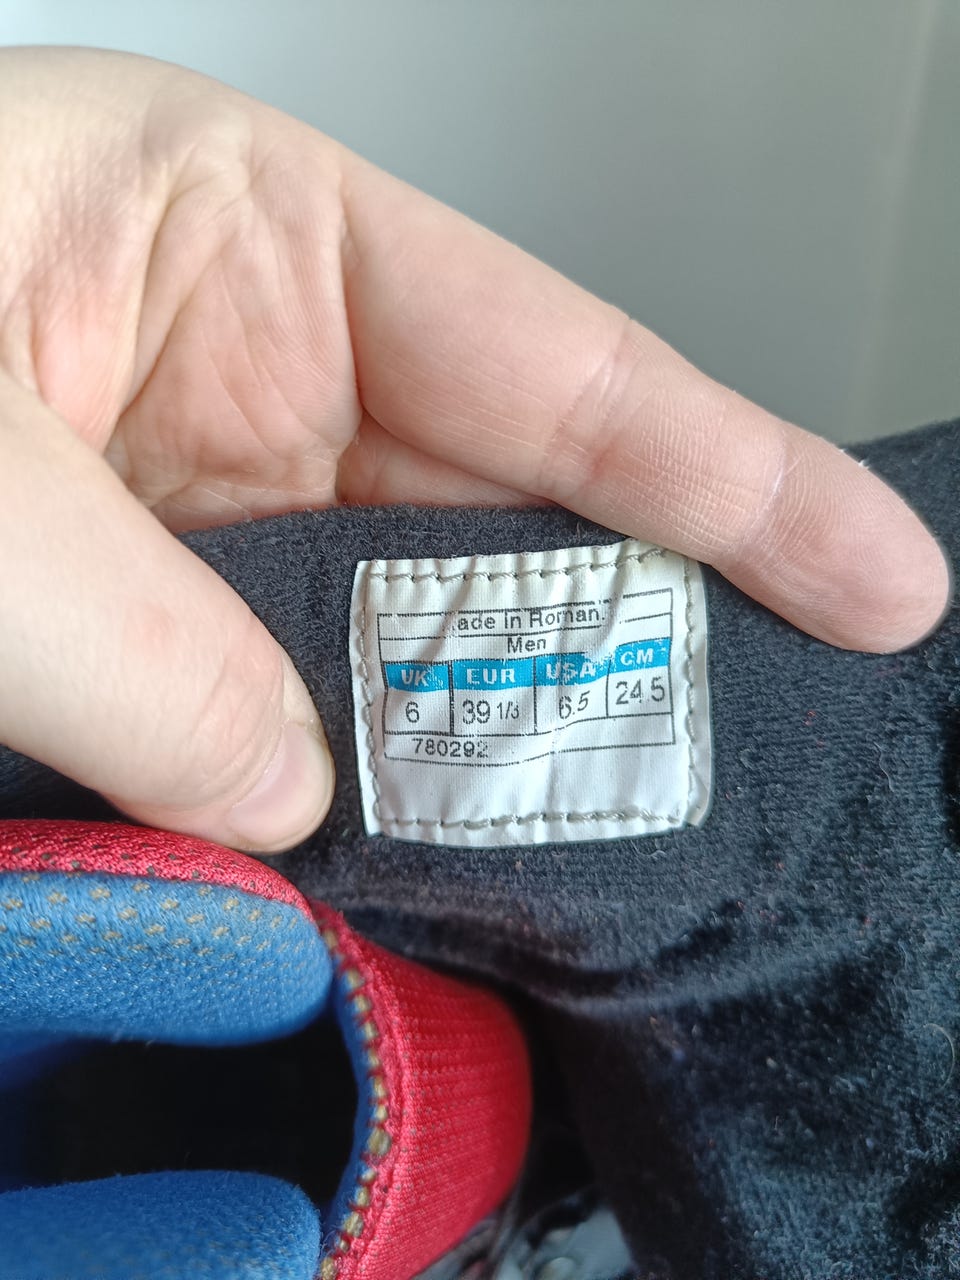 ade in Roman
Men
UK EUR USA CM
6 39 1/3 6.5 24.5
780292